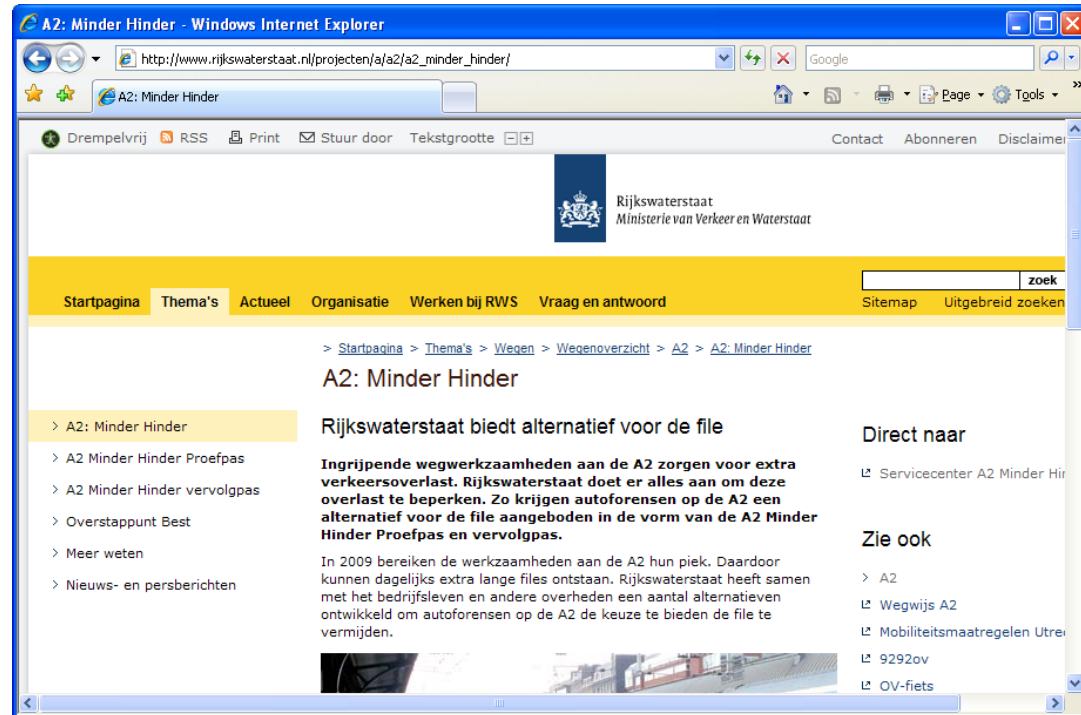 A2: Minder Hinder - Windows Internet Explorer
http://www.rijkswaterstaat.nl/projecten/a/a2/a2_minder_hinder/
Google
A2: Minder Hinder
Page
Tools
Drempelvrij RSS Print Stuur door Tekstgrootte
Contact Abonneren Disclaimer
Rijkswaterstaat
Ministerie van Verkeer en Waterstaat
zoek
Startpagina Thema's Actueel Organisatie Werken bij RWS Vraag en antwoord
Sitemap Uitgebreid zoeken
> Startpagina > Thema's > Wegen > Wegenoverzicht > A2 > A2: Minder Hinder
A2: Minder Hinder
> A2: Minder Hinder
> A2 Minder Hinder Proefpas
> A2 Minder Hinder vervolgpas
> Overstappunt Best
> Meer weten
> Nieuws- en persberichten
Rijkswaterstaat biedt alternatief voor de file
Ingrijpende wegwerkzaamheden aan de A2 zorgen voor extra
verkeersoverlast. Rijkswaterstaat doet er alles aan om deze
overlast te beperken. Zo krijgen autoforensen op de A2 een
alternatief voor de file aangeboden in de vorm van de A2 Minder
Hinder Proefpas en vervolgpas.
In 2009 bereiken de werkzaamheden aan de A2 hun piek. Daardoor
kunnen dagelijks extra lange files ontstaan. Rijkswaterstaat heeft samen
met het bedrijfsleven en andere overheden een aantal alternatieven
ontwikkeld om autoforensen op de A2 de keuze te bieden de file te
vermijden.
Direct naar
Servicecenter A2 Minder Hin
Zie ook
> A2
Wegwijs A2
Mobiliteitsmaatregelen Utre
9292ov
OV-fiets